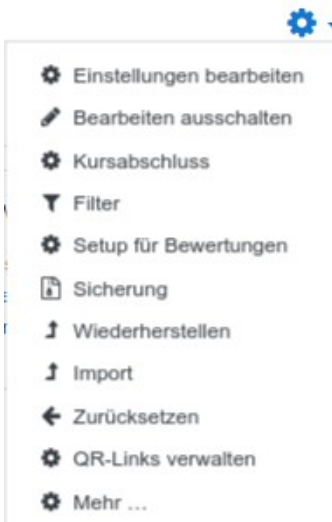 Einstellungen bearbeiten
Bearbeiten ausschalten
Kursabschluss
Filter
Setup für Bewertungen
Sicherung
Wiederherstellen
Import
Zurücksetzen
QR-Links verwalten
Mehr ...